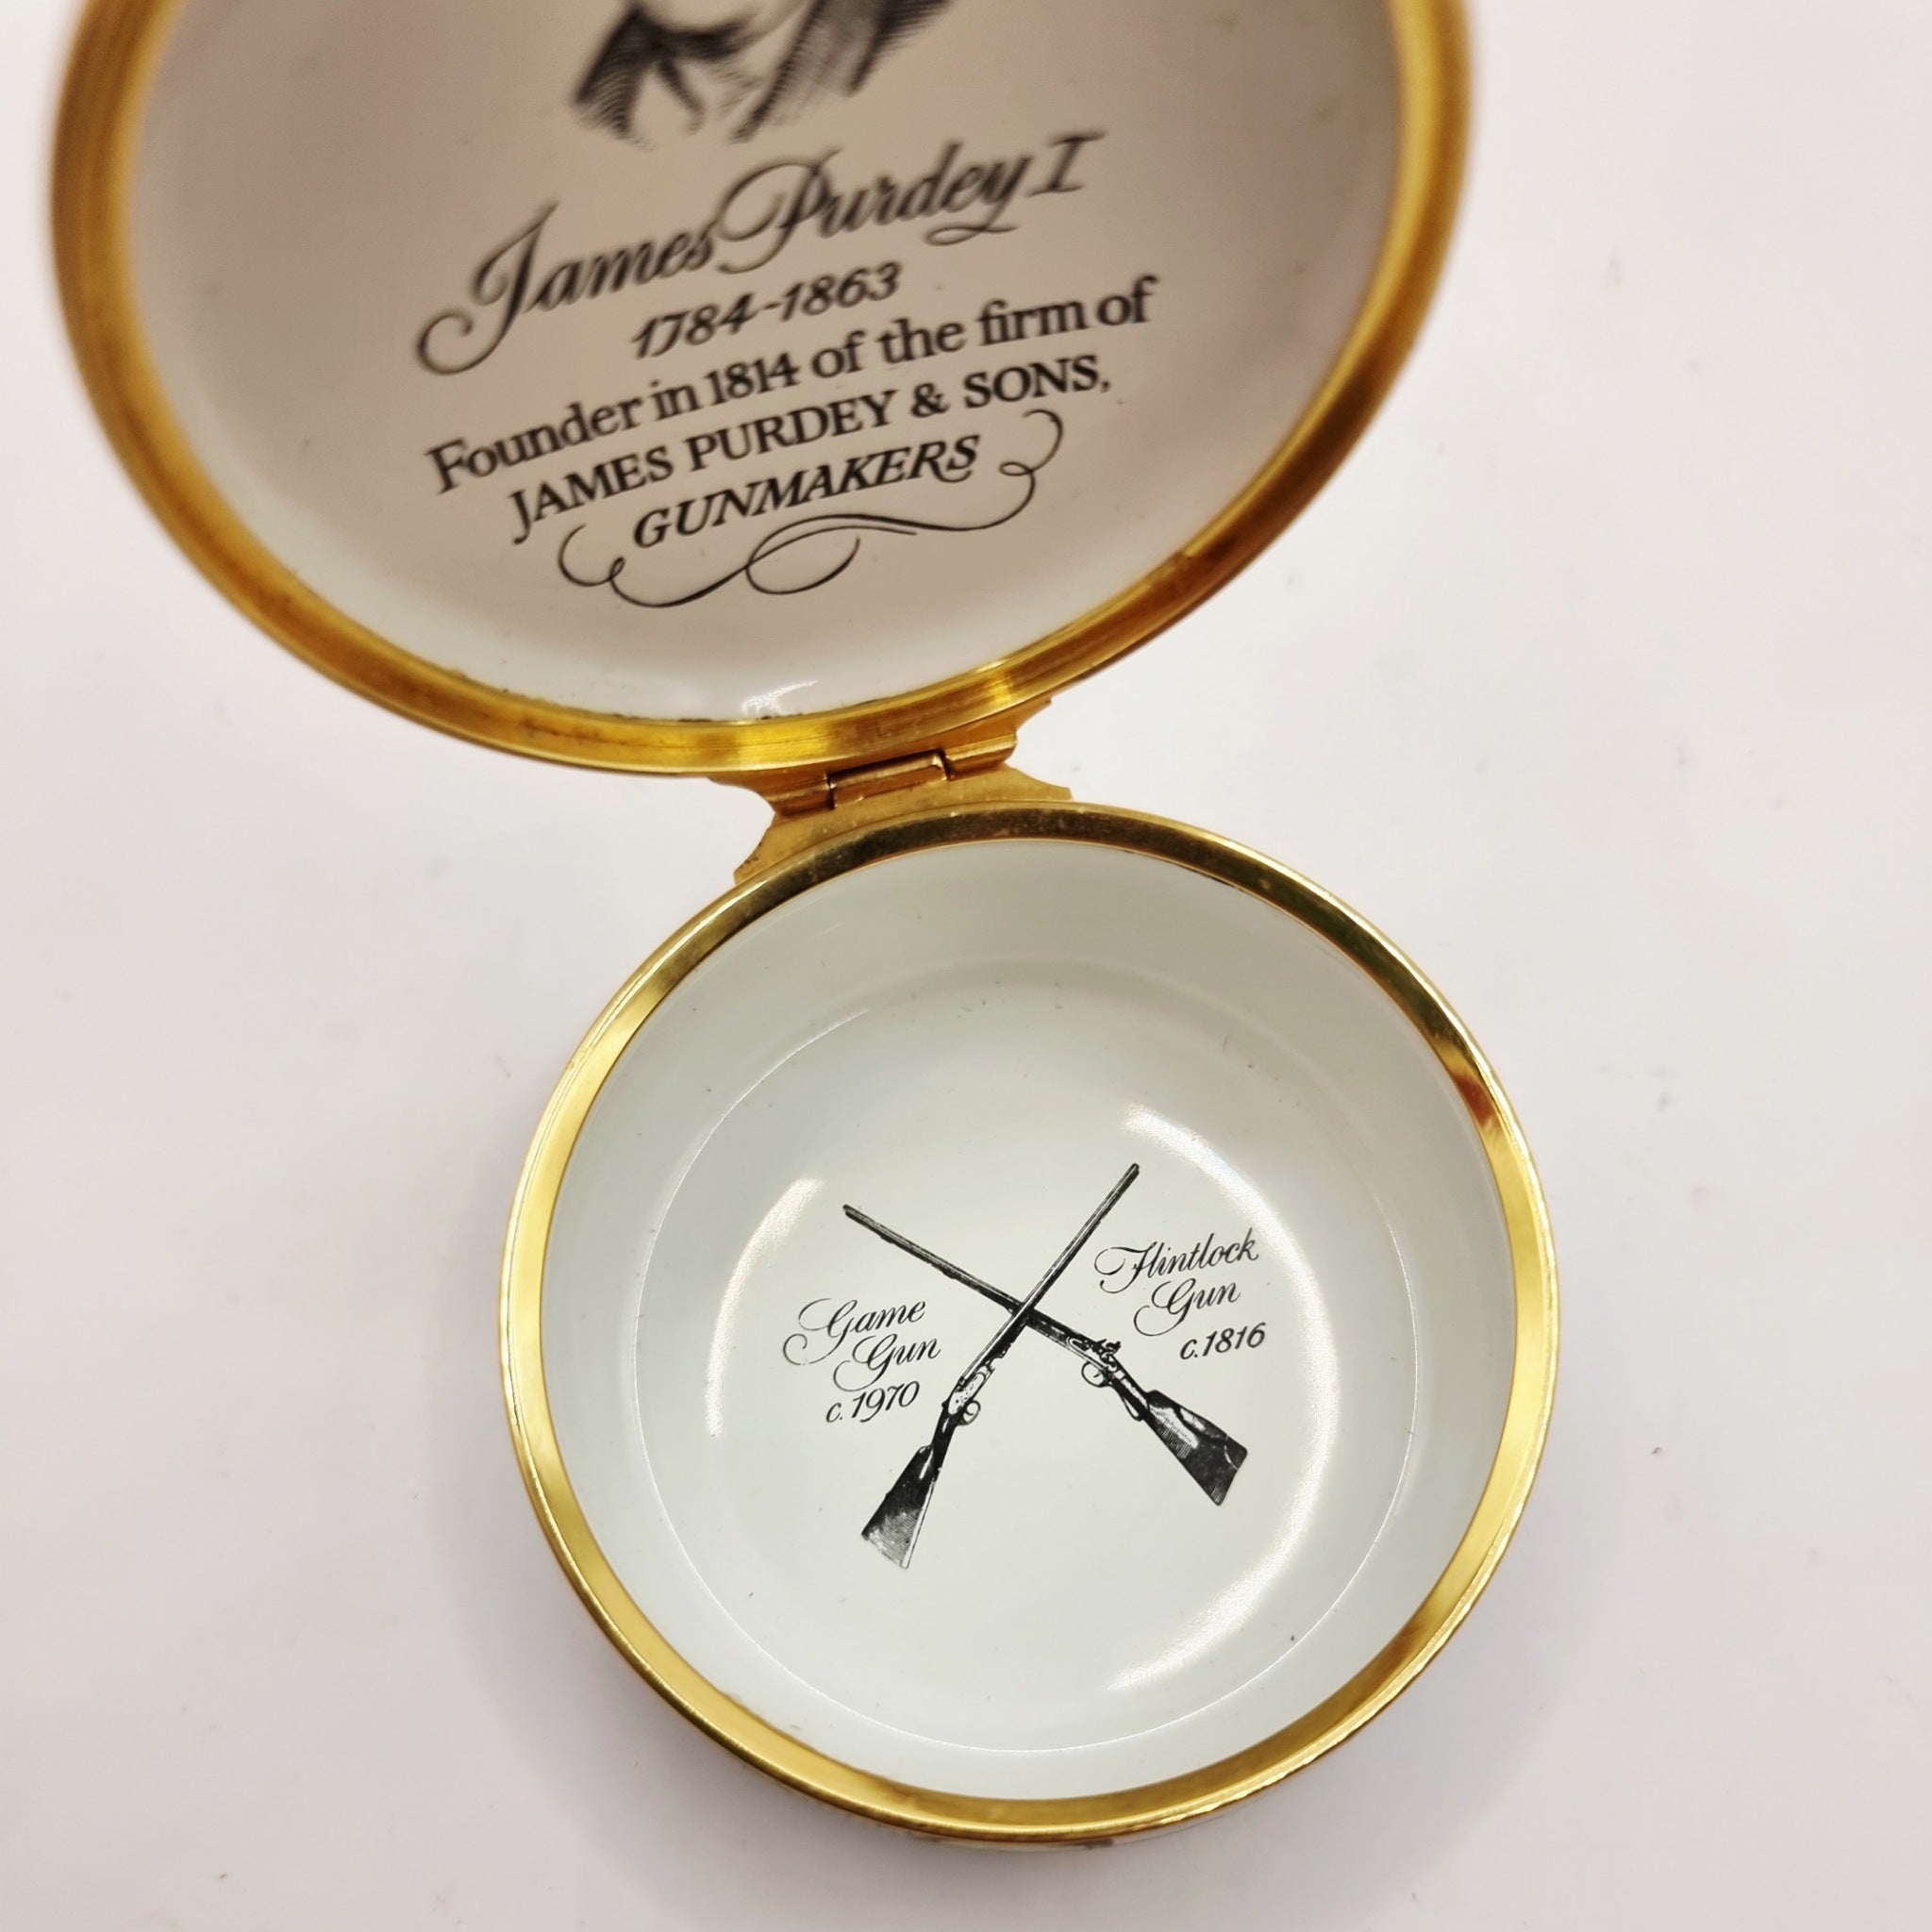 James Purdey I
1784-1863
Founder in 1814 of the firm of
JAMES PURDEY & SONS,
GUNMAKERS
Flintlock
Gun
c.1816
Game
Gun
c.1970